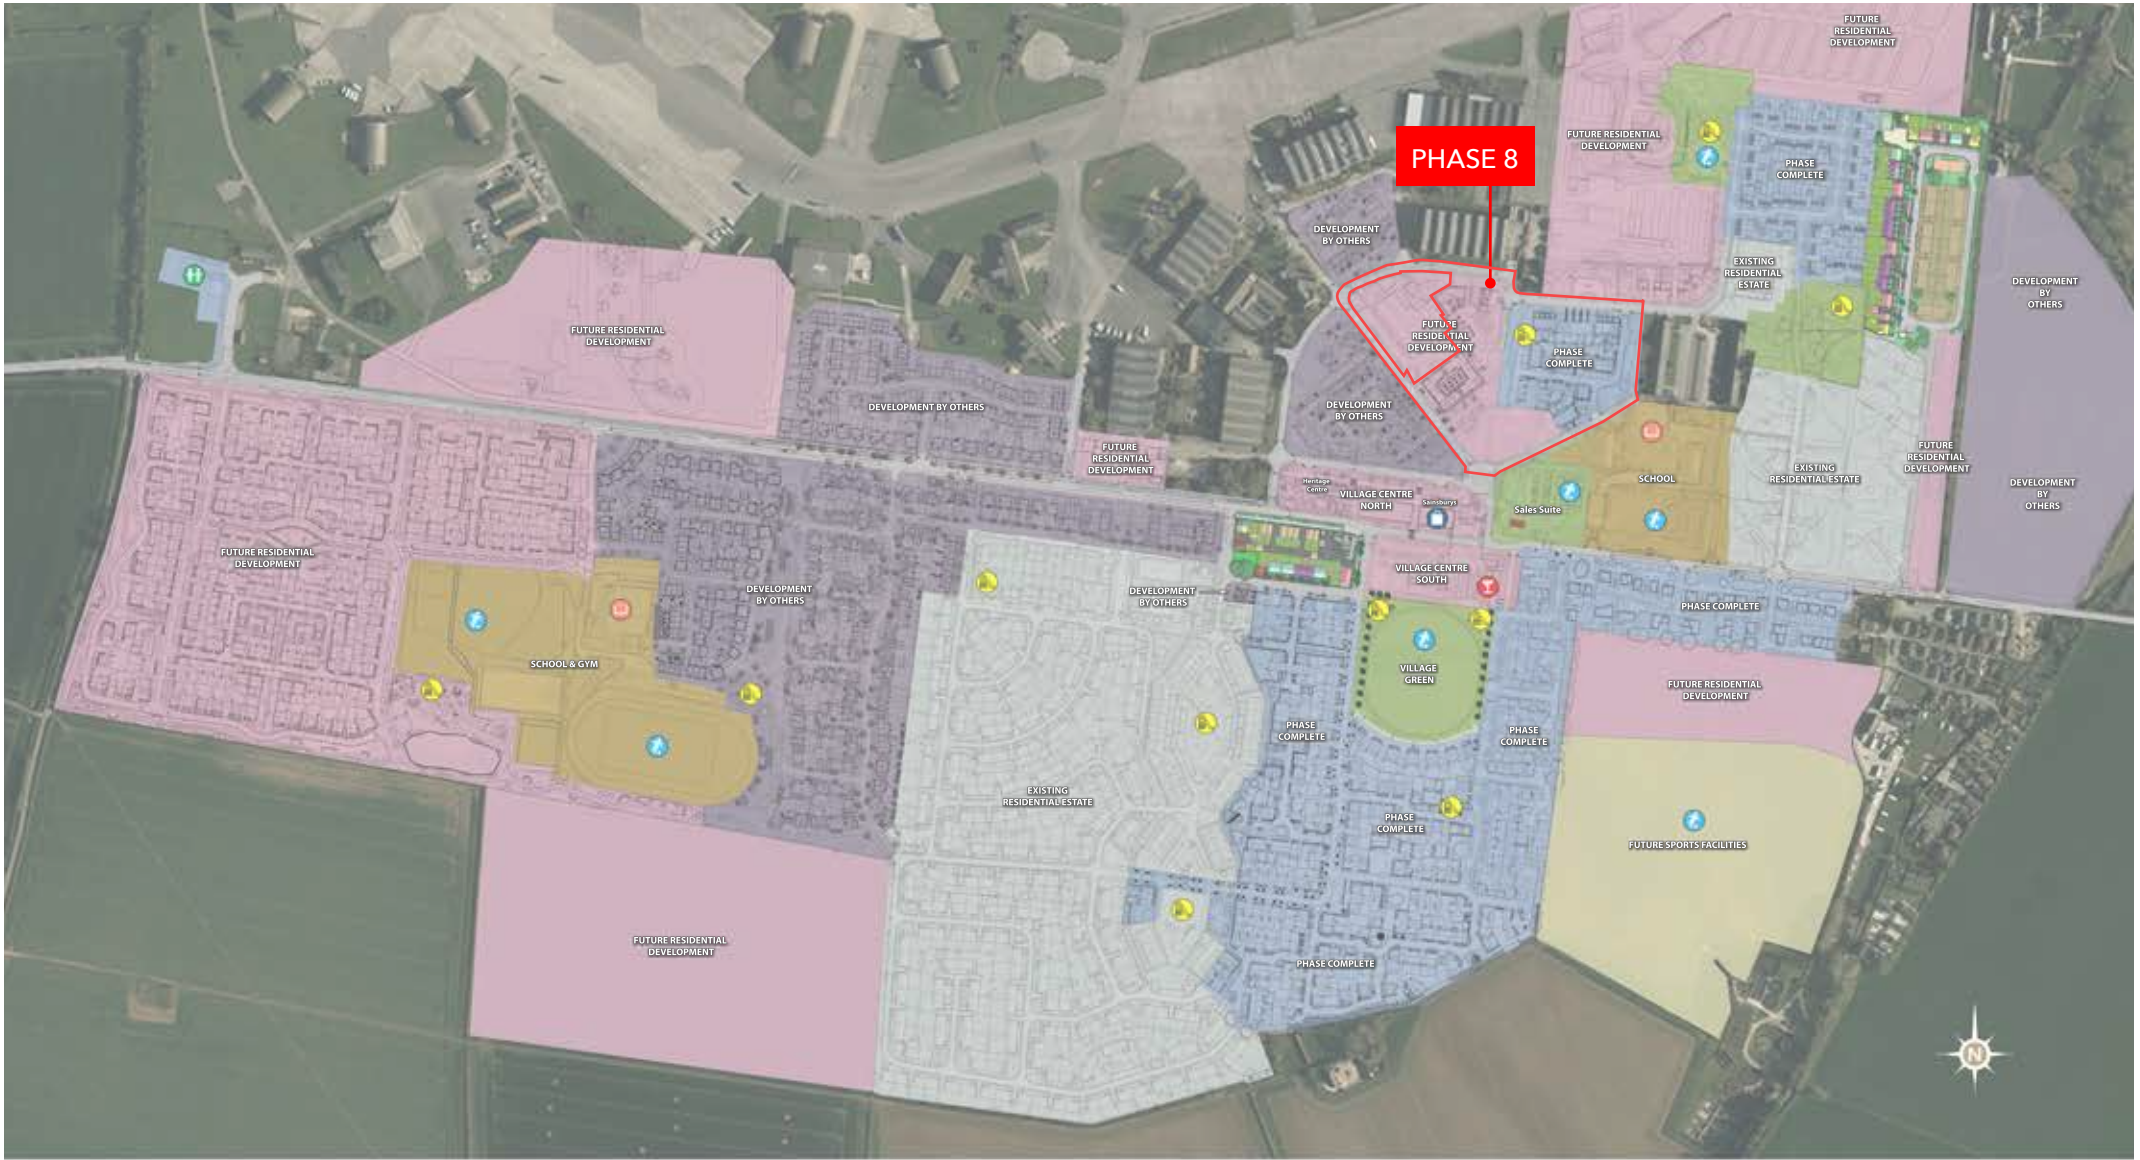 FUTURE
RESIDENTIAL
DEVELOPMENT
PHASE 8
FUTURE RESIDENTIAL
DEVELOPMENT
PHASE
COMPLETE
DEVELOPMENT
BY OTHERS
EXISTING
RESIDENTIAL
ESTATE
DEVELOPMENT
BY
OTHERS
FUTURE RESIDENTIAL
DEVELOPMENT
FUTURE
RESIDENTIAL
DEVELOPMENT
PHASE
COMPLETE
DEVELOPMENT BY OTHERS
DEVELOPMENT
BY OTHERS
FUTURE
RESIDENTIAL
DEVELOPMENT
FUTURE
RESIDENTIAL
DEVELOPMENT
Heritage
Centre
VILLAGE CENTRE
NORTH
Sainsburys
Sales Suite
SCHOOL
EXISTING
RESIDENTIAL ESTATE
DEVELOPMENT
BY
OTHERS
FUTURE RESIDENTIAL
DEVELOPMENT
VILLAGE CENTRE
SOUTH
DEVELOPMENT
BY OTHERS
DEVELOPMENT
BY OTHERS
PHASE COMPLETE
SCHOOL & GYM
VILLAGE
GREEN
FUTURE RESIDENTIAL
DEVELOPMENT
PHASE
COMPLETE
PHASE
COMPLETE
EXISTING
RESIDENTIAL ESTATE
PHASE
COMPLETE
FUTURE SPORTS FACILITIES
FUTURE RESIDENTIAL
DEVELOPMENT
PHASE COMPLETE
N